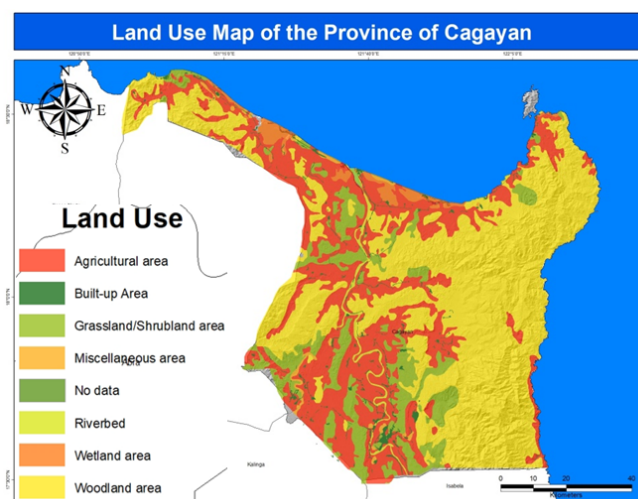 Land Use Map of the Province of Cagayan
N
W E
S
Land Use
Agricultural area
Built-up Area
Grassland/Shrubland area
Miscellaneous area
No data
Riverbed
Wetland area
Woodland area
Kalinga
Isabela
0 10 20 40
Kilometers